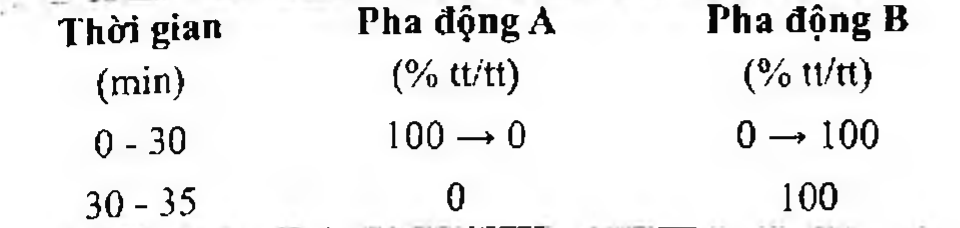 Thời gian Pha động A Pha động B
(min) (% tt/tt) (% tt/tt)
0 - 30 100 → 0 0 → 100
30 - 35 0 100